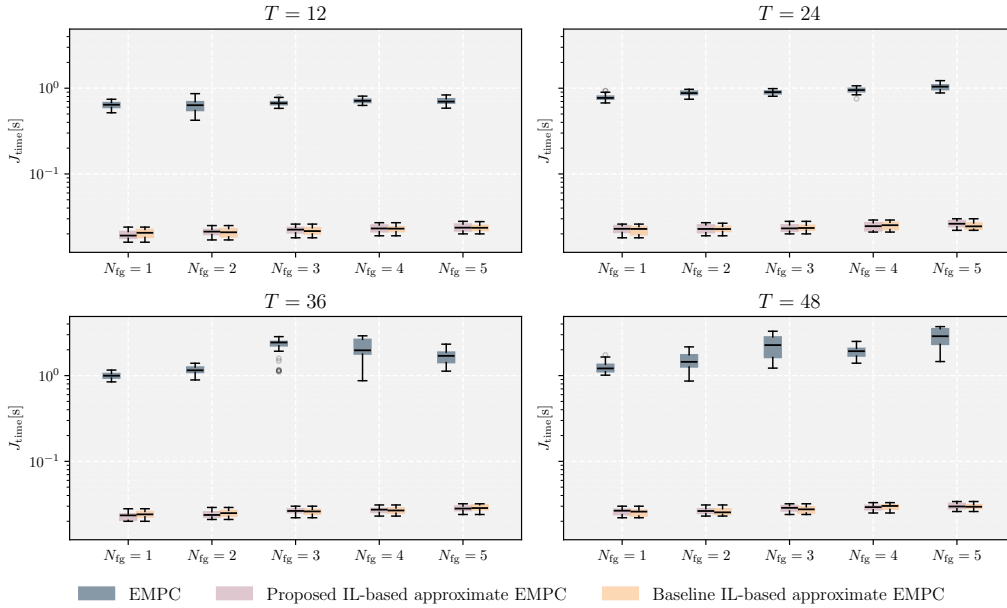 T = 12
T = 24
J_time[s]
10^0
10^-1
N_fg = 1
N_fg = 2
N_fg = 3
N_fg = 4
N_fg = 5
J_time[s]
10^0
10^-1
N_fg = 1
N_fg = 2
N_fg = 3
N_fg = 4
N_fg = 5
T = 36
T = 48
J_time[s]
10^0
10^-1
N_fg = 1
N_fg = 2
N_fg = 3
N_fg = 4
N_fg = 5
J_time[s]
10^0
10^-1
N_fg = 1
N_fg = 2
N_fg = 3
N_fg = 4
N_fg = 5
EMPC
Proposed IL-based approximate EMPC
Baseline IL-based approximate EMPC